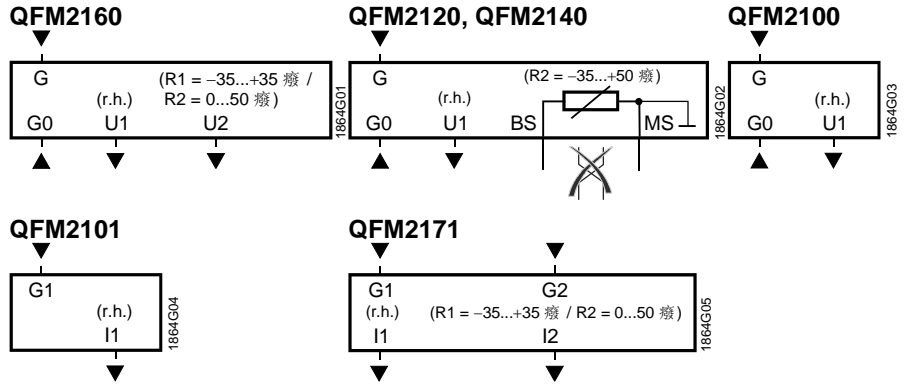 QFM2160
QFM2120, QFM2140
QFM2100
G
(R1 = −35...+35 癈 /
(r.h.)
R2 = 0...50 癈)
G0
U1
U2
1864G01
G
(R2 = −35...+50 癈)
(r.h.)
G0
U1
BS
MS
1864G02
G
(r.h.)
G0
U1
1864G03
QFM2101
QFM2171
G1
(r.h.)
I1
1864G04
G1
G2
(r.h.)
(R1 = −35...+35 癈 / R2 = 0...50 癈)
I1
I2
1864G05